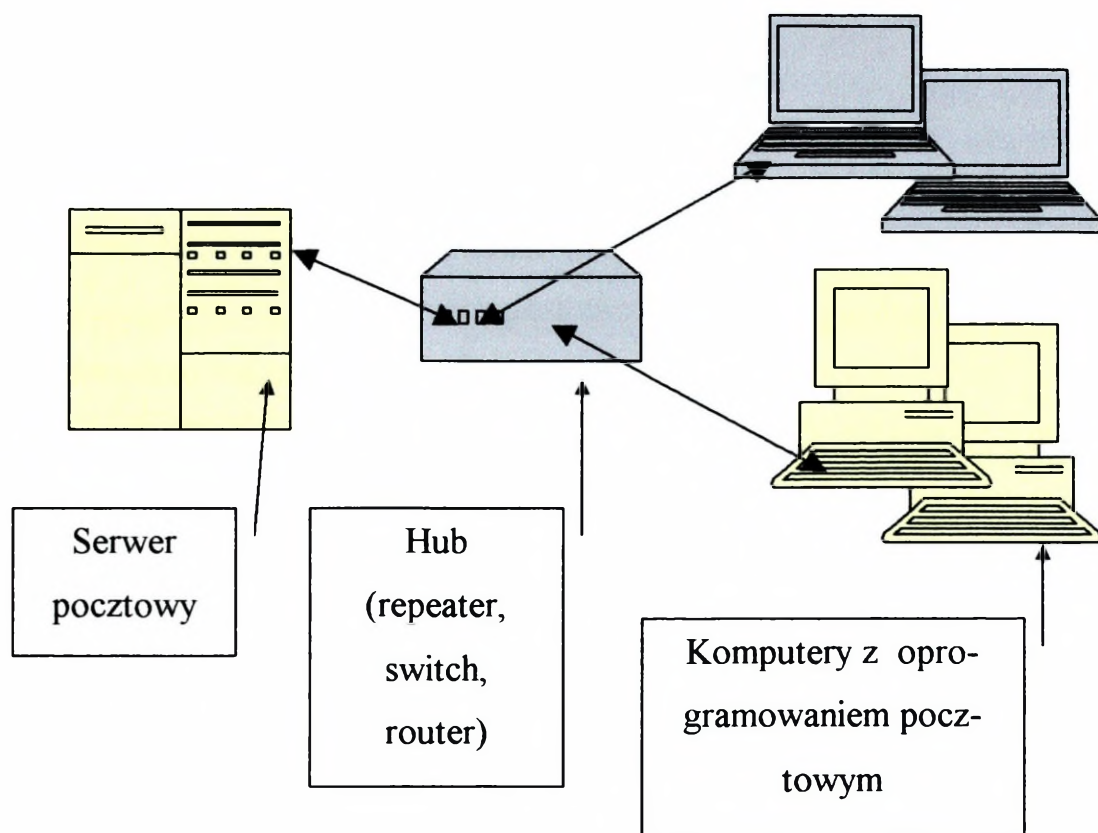 Serwer
pocztowy
Hub
(repeater,
switch,
router)
Komputery z opro-
gramowaniem pocz-
towym